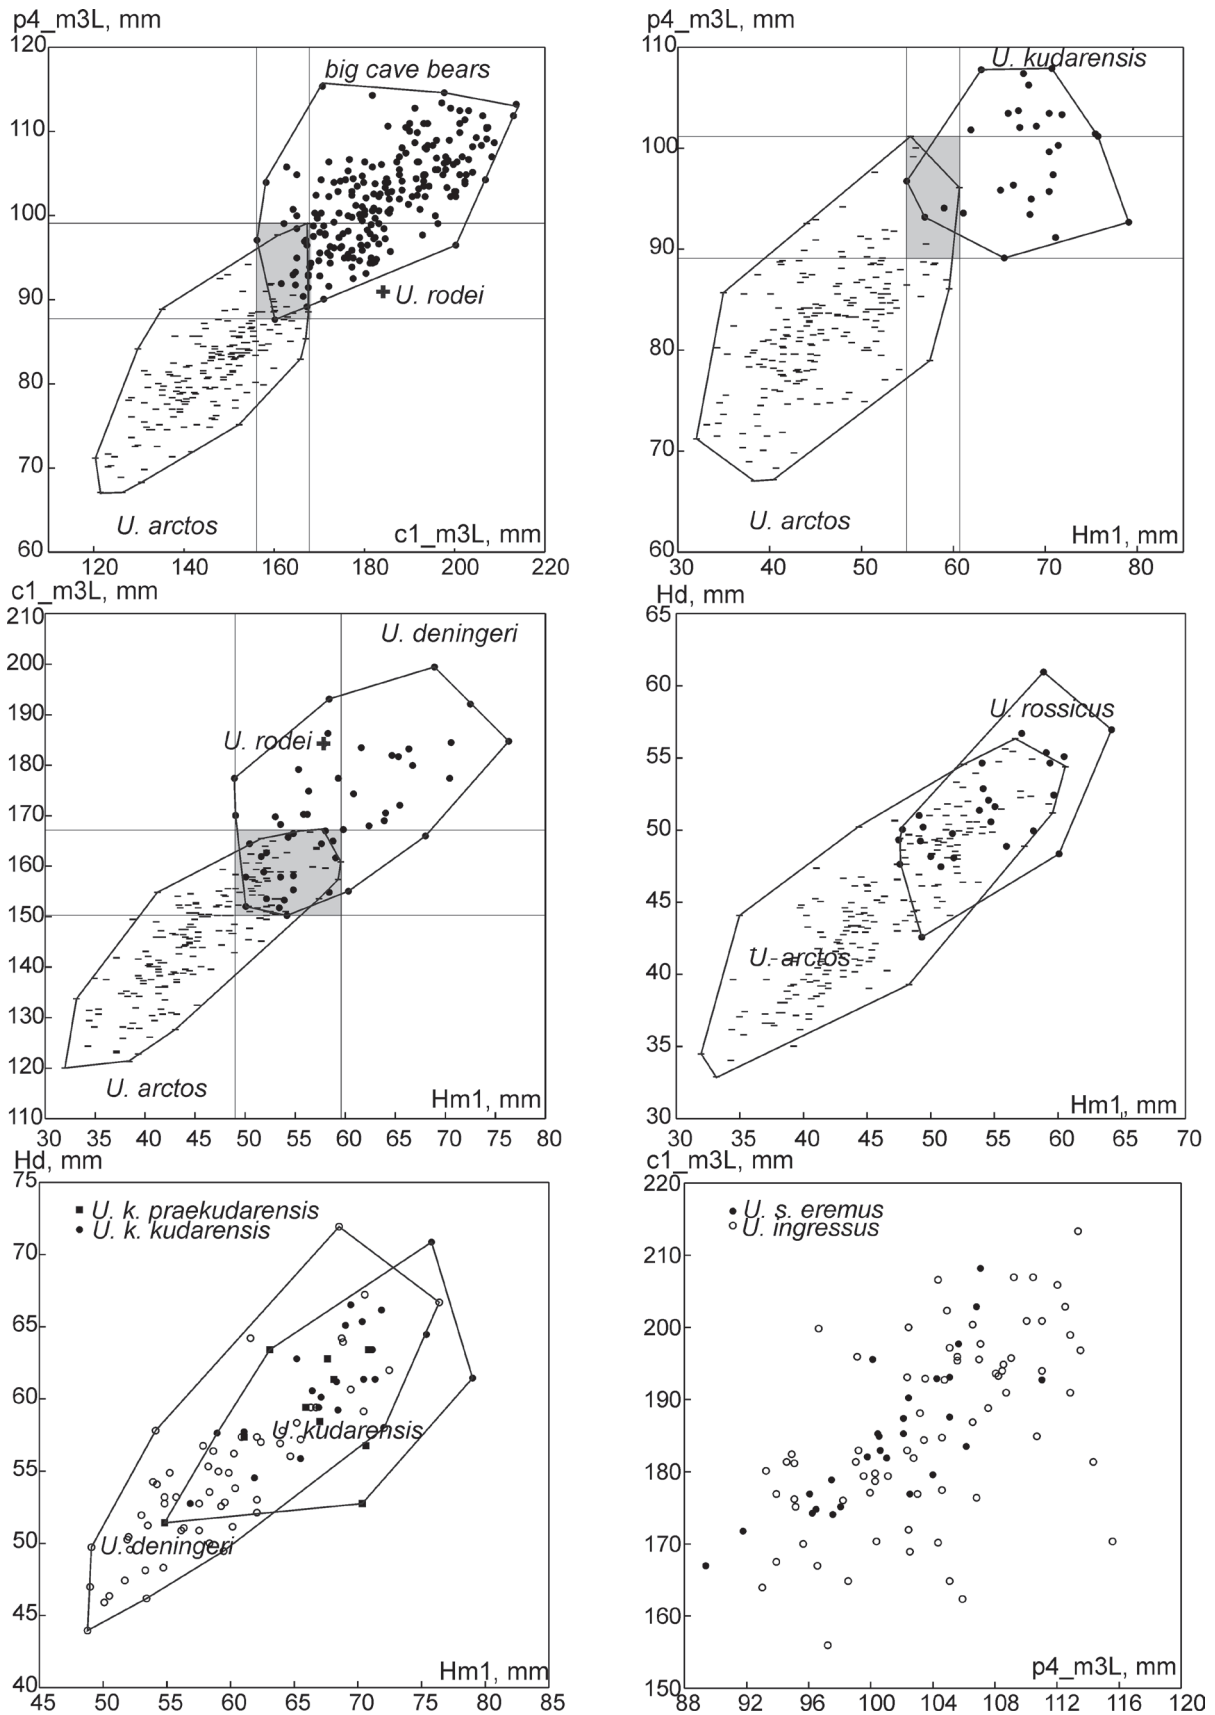 p4_m3L, mm
120
110
100
90
80
70
60
big cave bears
U. rodei
U. arctos
c1_m3L, mm
120 140 160 180 200 220
p4_m3L, mm
110
100
90
80
70
60
U. kudarensis
U. arctos
Hm1, mm
30 40 50 60 70 80
c1_m3L, mm
210
200
190
180
170
160
150
140
130
120
110
U. deningeri
U. rodei
U. arctos
Hm1, mm
30 35 40 45 50 55 60 65 70 75 80
Hd, mm
65
60
55
50
45
40
35
30
U. rossicus
U. arctos
Hm1, mm
30 35 40 45 50 55 60 65 70
Hd, mm
75
70
65
60
55
50
45
40
U. k. praekudarensis
U. k. kudarensis
U. kudarensis
U. deningeri
Hm1, mm
45 50 55 60 65 70 75 80 85
c1_m3L, mm
220
210
200
190
180
170
160
150
U. s. eremus
U. ingressus
p4_m3L, mm
88 92 96 100 104 108 112 116 120